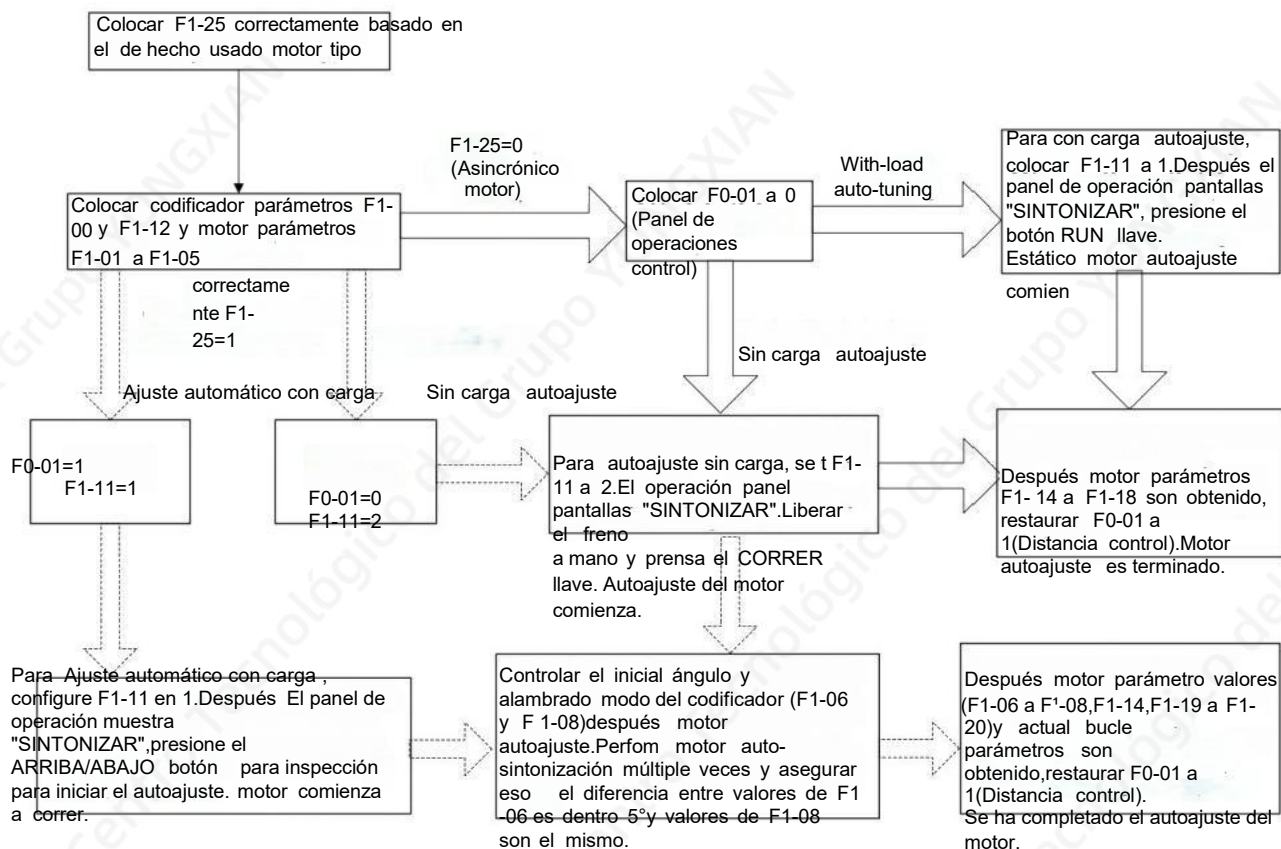 Colocar F1-25 correctamente basado en
el de hecho usado motor tipo
F1-25=0
(Asincrónico
motor)
With-load
auto-tuning
Para con carga autoajuste,
colocar F1-11 a 1.Después el
panel de operación pantallas
"SINTONIZAR", presione el
botón RUN llave.
Estático motor autoajuste
comien
Colocar codificador parámetros F1-
00 y F1-12 y motor parámetros
F1-01 a F1-05
correctame
nte F1-
25=1
Colocar F0-01 a 0
(Panel de
operaciones
control)
Sin carga autoajuste
Ajuste automático con carga
Sin carga autoajuste
F0-01=1
F1-11=1
F0-01=0
F1-11=2
Para autoajuste sin carga, se t F1-
11 a 2.El operación panel
pantallas "SINTONIZAR".Liberar
el freno
a mano y prensa el CORRER
llave. Autoajuste del motor
comienza.
Después motor parámetros
F1- 14 a F1-18 son obtenido,
restaurar F0-01 a
1(Distancia control).Motor
autoajuste es terminado.
Para Ajuste automático con carga ,
configure F1-11 en 1.Después El panel de
operación muestra
"SINTONIZAR",presione el
ARRIBA/ABAJO botón para inspección
para iniciar el autoajuste. motor comienza
a correr.
Controlar el inicial ángulo y
alambrado modo del codificador (F1-06
y F 1-08)después motor
autoajuste.Perfom motor auto-
sintonización múltiple veces y asegurar
eso el diferencia entre valores de F1
-06 es dentro 5°y valores de F1-08
son el mismo.
Después motor parámetro valores
(F1-06 a F¹-08,F1-14,F1-19 a F1-
20)y actual bucle
parámetros son
obtenido,restaurar F0-01 a
1(Distancia control).
Se ha completado el autoajuste del
motor.